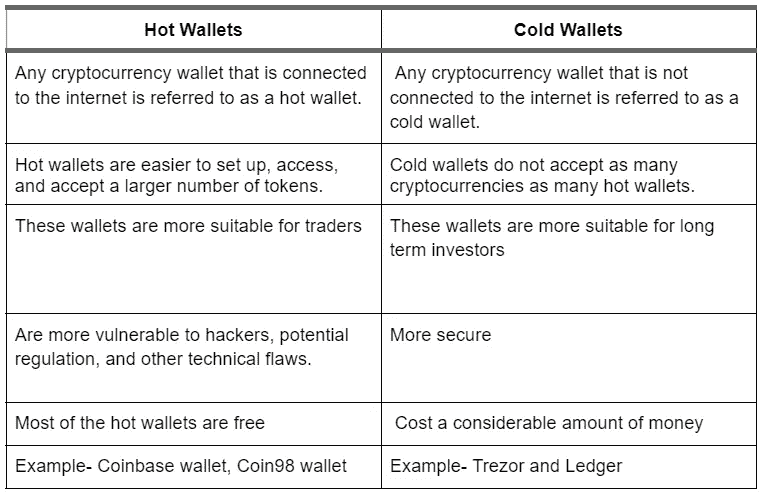 Hot Wallets
Cold Wallets
Any cryptocurrency wallet that is connected
to the internet is referred to as a hot wallet.
Any cryptocurrency wallet that is not
connected to the internet is referred to as a
cold wallet.
Hot wallets are easier to set up, access,
and accept a larger number of tokens.
Cold wallets do not accept as many
cryptocurrencies as many hot wallets.
These wallets are more suitable for traders
These wallets are more suitable for long
term investors
Are more vulnerable to hackers, potential
regulation, and other technical flaws.
More secure
Most of the hot wallets are free
Cost a considerable amount of money
Example- Coinbase wallet, Coin98 wallet
Example- Trezor and Ledger